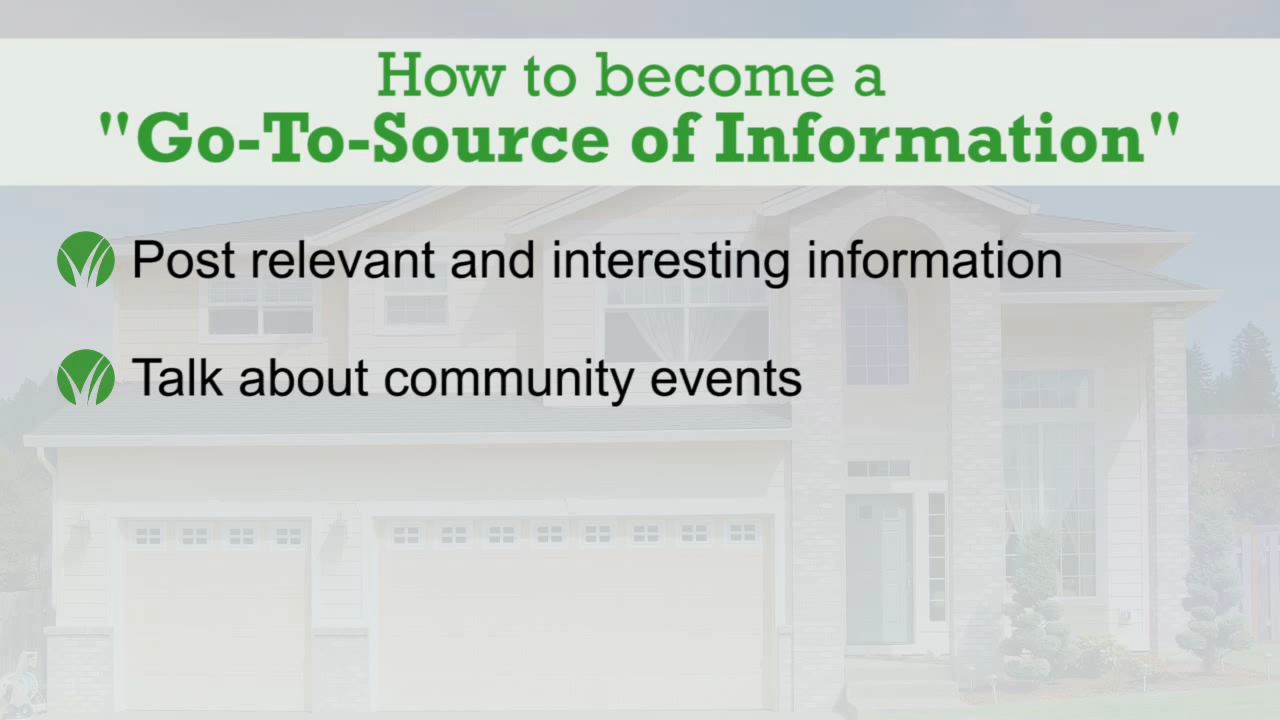 How to become a
"Go-To-Source of Information"
Post relevant and interesting information
Talk about community events